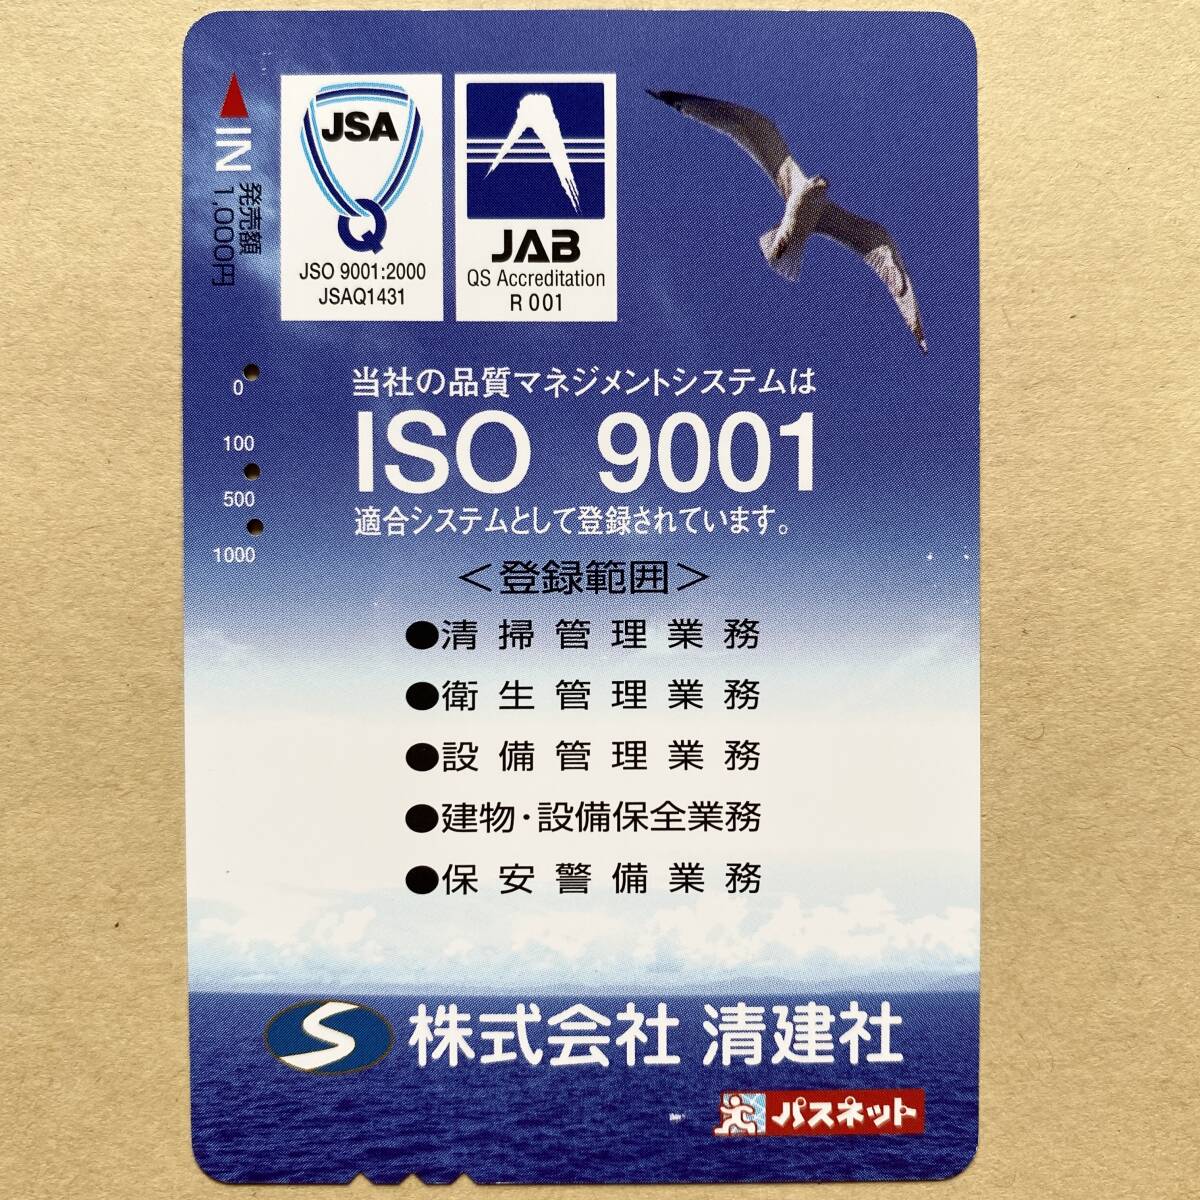 IN
発売額
1,000円
JSA
Q
JSO 9001:2000
JSAQ1431
JAB
QS Accreditation
R 001
0
100
500
1000
当社の品質マネジメントシステムは
ISO 9001
適合システムとして登録されています。
＜登録範囲＞
●清掃管理業務
●衛生管理業務
●設備管理業務
●建物・設備保全業務
●保安警備業務
S 株式会社 清建社
パスネット